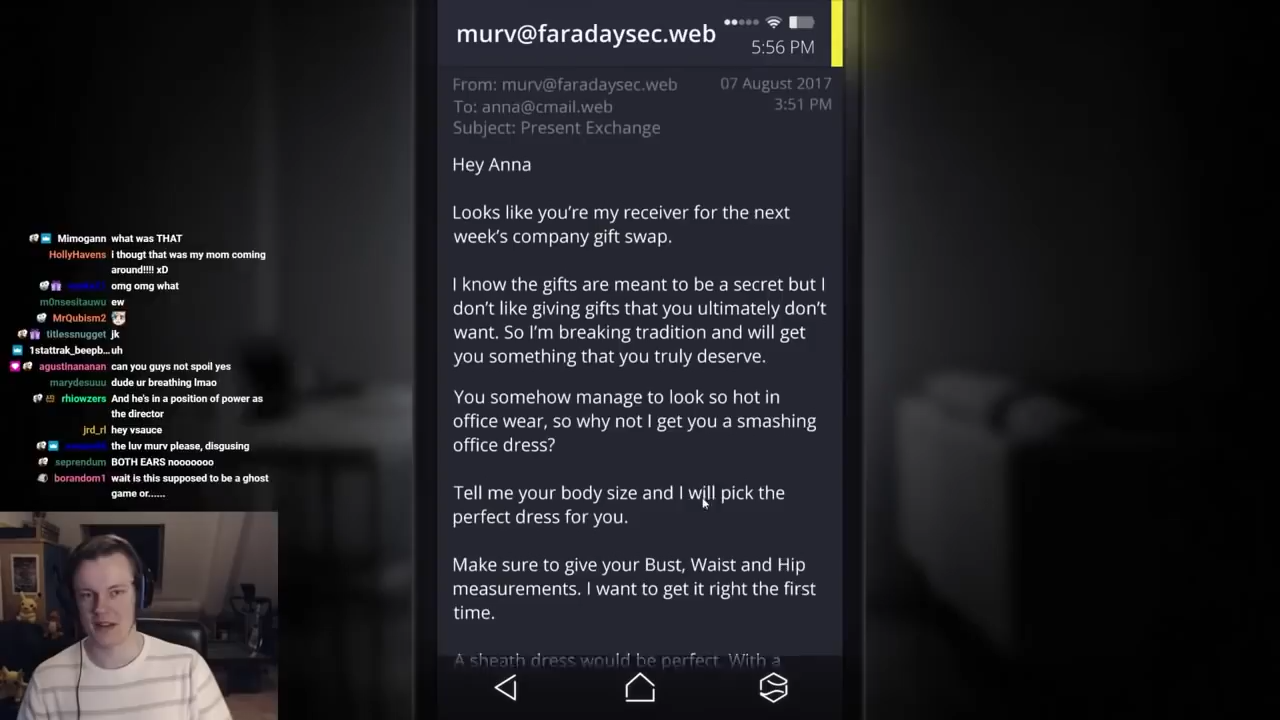 murv@faradaysec.web
5:56 PM
From: murv@faradaysec.web
07 August 2017
To: anna@cmail.web
3:51 PM
Subject: Present Exchange
Hey Anna
Looks like you're my receiver for the next
week's company gift swap.
I know the gifts are meant to be a secret but I
don't like giving gifts that you ultimately don't
want. So I'm breaking tradition and will get
you something that you truly deserve.
You somehow manage to look so hot in
office wear, so why not I get you a smashing
office dress?
Tell me your body size and I will pick the
perfect dress for you.
Make sure to give your Bust, Waist and Hip
measurements. I want to get it right the first
time.
A sheath dress would be perfect. With a
Mimogann what was THAT
HollyHavens i thougt that was my mom coming
around!!!! xD
omg omg what
m0nsesitauwu ew
MrQubism2
titlessnugget jk
1stattrak_beepb... uh
agustinananan can you guys not spoil yes
marydesuuu dude ur breathing lmao
rhiowzers And he's in a position of power as
the director
jrd_rl hey vsauce
the luv murv please, disgusting
seprendum BOTH EARS nooooooo
borandom1 wait is this supposed to be a ghost
game or......